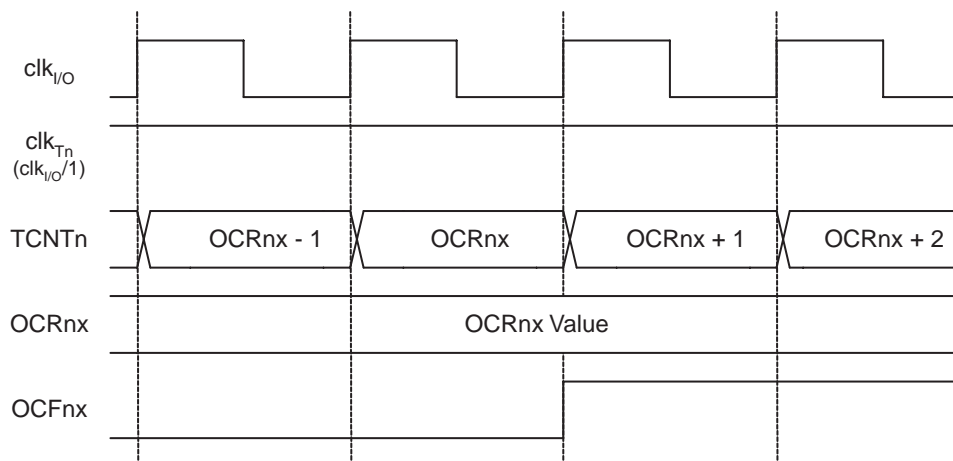 clkI/O
clkTn
(clkI/O/1)
TCNTn OCRnx - 1 OCRnx OCRnx + 1 OCRnx + 2
OCRnx OCRnx Value
OCFnx